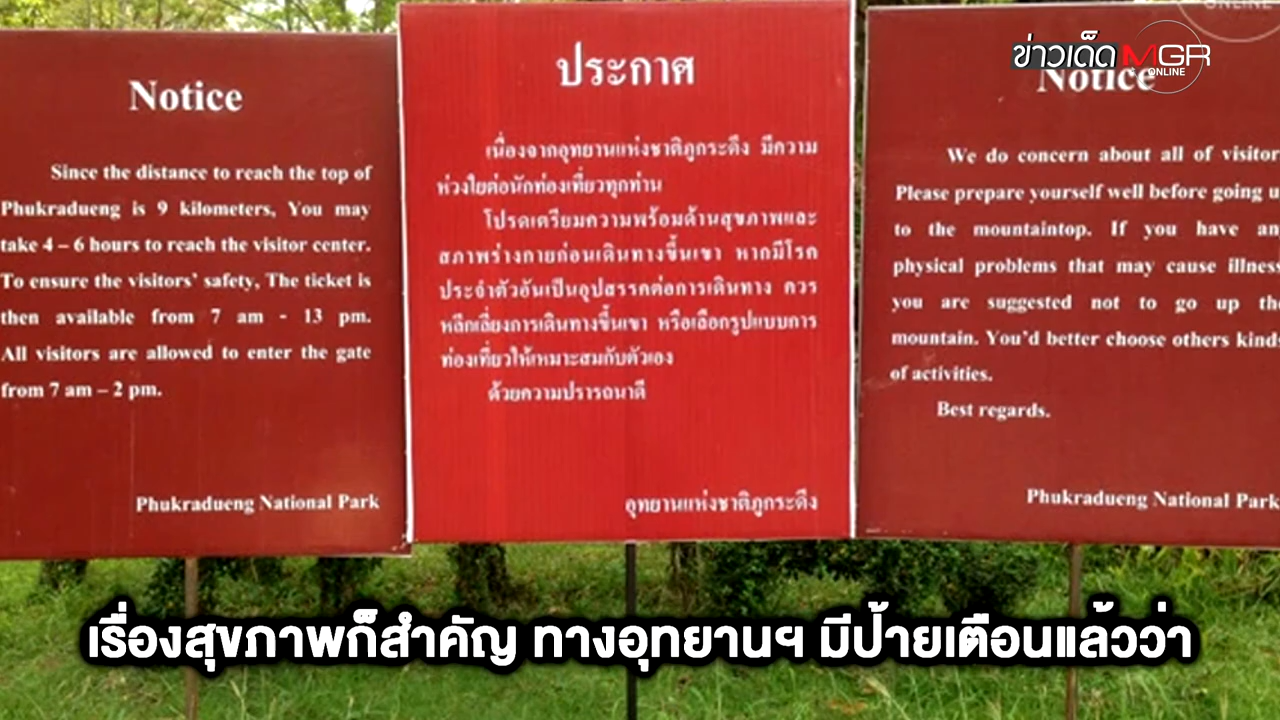 Notice
Since the distance to reach the top of
Phukradueng is 9 kilometers, You may
take 4 – 6 hours to reach the visitor center.
To ensure the visitors' safety, The ticket is
then available from 7 am - 13 pm.
All visitors are allowed to enter the gate
from 7 am – 2 pm.
Phukradueng National Park
ประกาศ
เนื่องจากอุทยานแห่งชาติภูกระดึง มีความ
ห่วงใยต่อนักท่องเที่ยวทุกท่าน
โปรดเตรียมความพร้อมด้านสุขภาพและ
สภาพร่างกายก่อนเดินทางขึ้นเขา หากมีโรค
ประจำตัวอันเป็นอุปสรรคต่อการเดินทาง ควร
หลีกเลี่ยงการเดินทางขึ้นเขา หรือเลือกรูปแบบการ
ท่องเที่ยวให้เหมาะสมกับตัวเอง
ด้วยความปรารถนาดี
อุทยานแห่งชาติภูกระดึง
ONLINE
ข่าวเด็ด MGR
ONLINE
Notice
We do concern about all of visitor
Please prepare yourself well before going u
to the mountaintop. If you have an
physical problems that may cause illness
you are suggested not to go up the
mountain. You'd better choose others kinds
of activities.
Best regards.
Phukradueng National Park
เรื่องสุขภาพก็สำคัญ ทางอุทยานฯ มีป้ายเตือนแล้วว่า